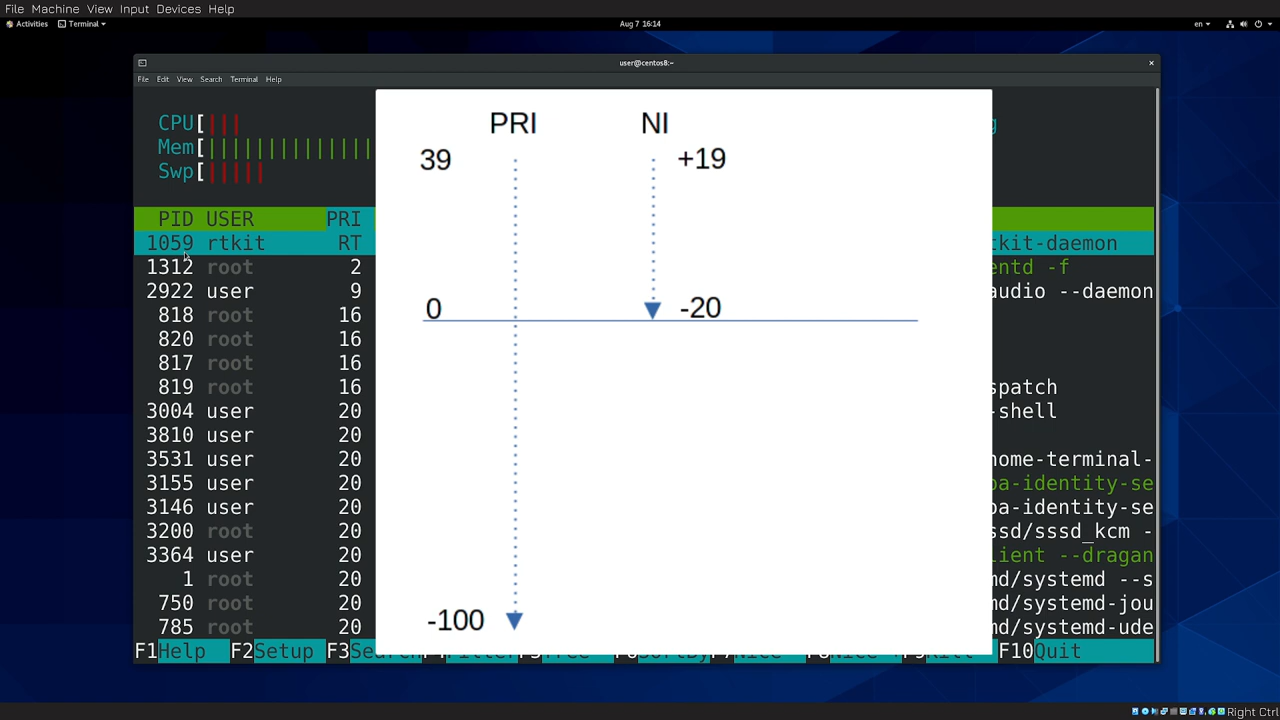 File Machine View Input Devices Help
Activities Terminal Aug 7 16:14 en
user@centos8:~
File Edit View Search Terminal Help
CPU[|||
Mem[||||||||||||||
Swp[|||||
PID USER PRI
1059 rtkit RT tkit-daemon
1312 root 2 entd -f
2922 user 9 audio --daemon
818 root 16
820 root 16
817 root 16
819 root 16 spatch
3004 user 20 -shell
3810 user 20
3531 user 20 nome-terminal-
3155 user 20 oa-identity-se
3146 user 20 oa-identity-se
3200 root 20 ssd/sssd_kcm -
3364 user 20 lient --dragan
1 root 20 md/systemd --s
750 root 20 md/systemd-jou
785 root 20 md/systemd-ude
F1Help F2Setup F3Se F10Quit
PRI NI
39 +19
0 -20
-100
Right Ctrl